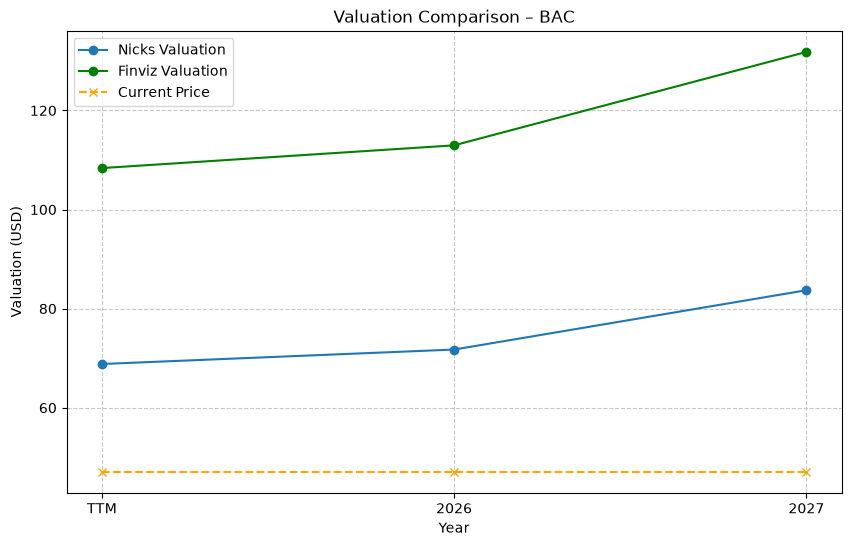 Valuation Comparison – BAC
Nicks Valuation
Finviz Valuation
Current Price
Valuation (USD)
120
100
80
60
TTM
2026
2027
Year